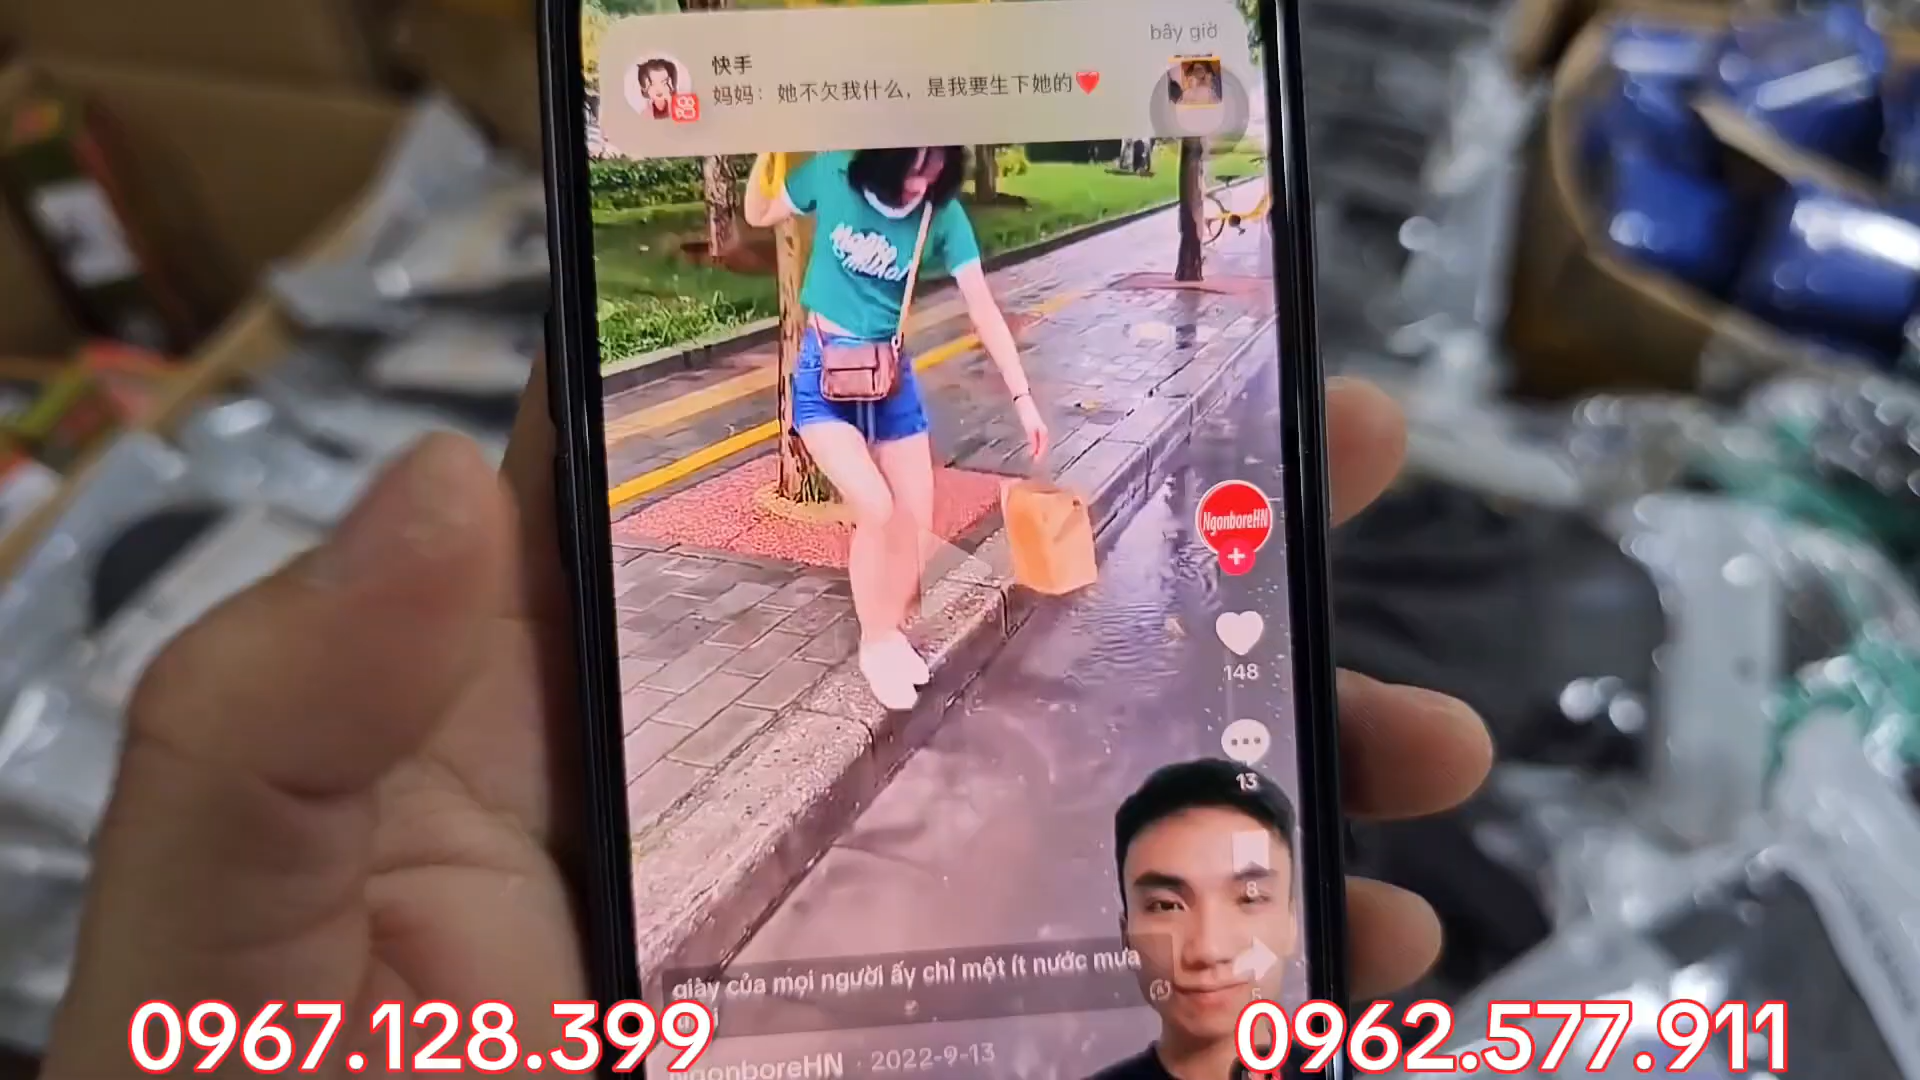 bây giờ
快手
妈妈：她不欠我什么，是我要生下她的❤️
NgonboreHN
148
13
8
giày của mọi người ấy chỉ một ít nước mưa
NgonboreHN · 2022-9-13
0967.128.399
0962.577.911